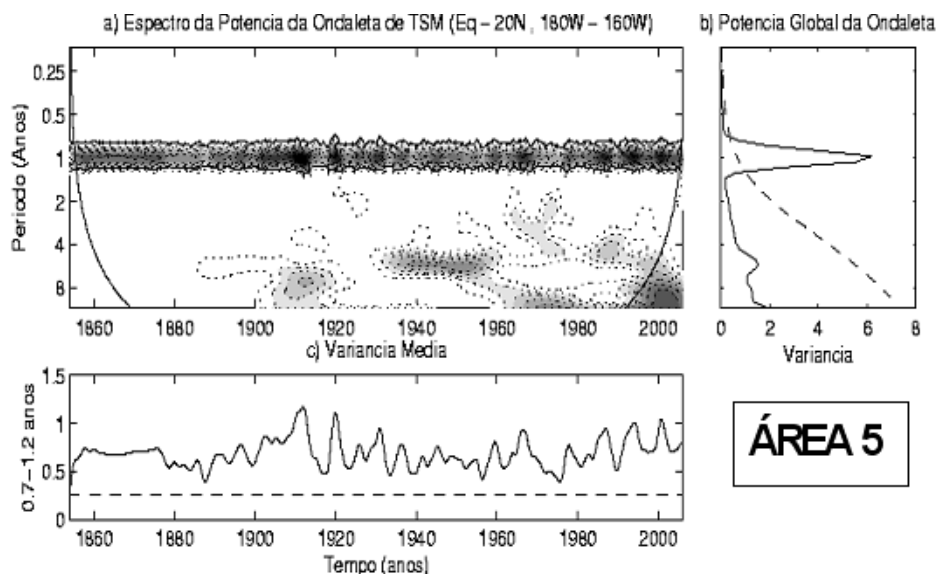 a) Espectro da Potencia da Ondaleta de TSM (Eq – 20N, 180W – 160W)
b) Potencia Global da Ondaleta
Periodo (Anos)
0.25
0.5
1
2
4
8
1860 1880 1900 1920 1940 1960 1980 2000
0 2 4 6 8
Variancia
c) Variancia Media
0.7–1.2 anos
1.5
1
0.5
0
1860 1880 1900 1920 1940 1960 1980 2000
Tempo (anos)
ÁREA 5